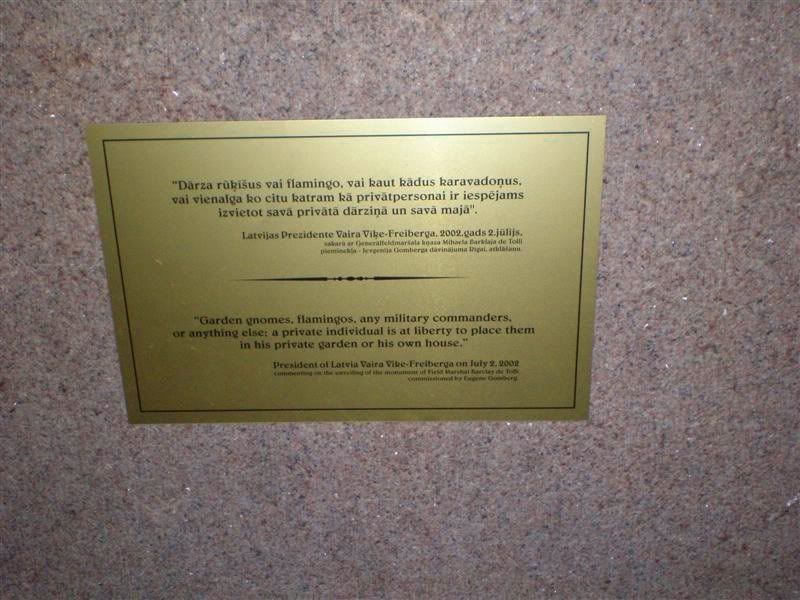 "Dārza rūķīšus vai flamingo, vai kaut kādus karavadoņus,
vai vienalga ko citu katram kā privātpersonai ir iespējams
izvietot savā privātā dārziņā un savā majā".
Latvijas Prezidente Vaira Vīķe-Freiberga, 2002.gads 2.jūlijs,
sakarā ar Ģenerālfeldmaršala kņaza Mihaela Barklaja de Tolli
pieminekļa - Jevgenija Gomberga dāvinājuma Rīgai, atklāšanu.
"Garden gnomes, flamingos, any military commanders,
or anything else; a private individual is at liberty to place them
in his private garden or his own house."
President of Latvia Vaira Vike-Freiberga on July 2, 2002
commenting on the unveiling of the monument of Field Marshal Barclay de Tolli,
commissioned by Eugene Gomberg.